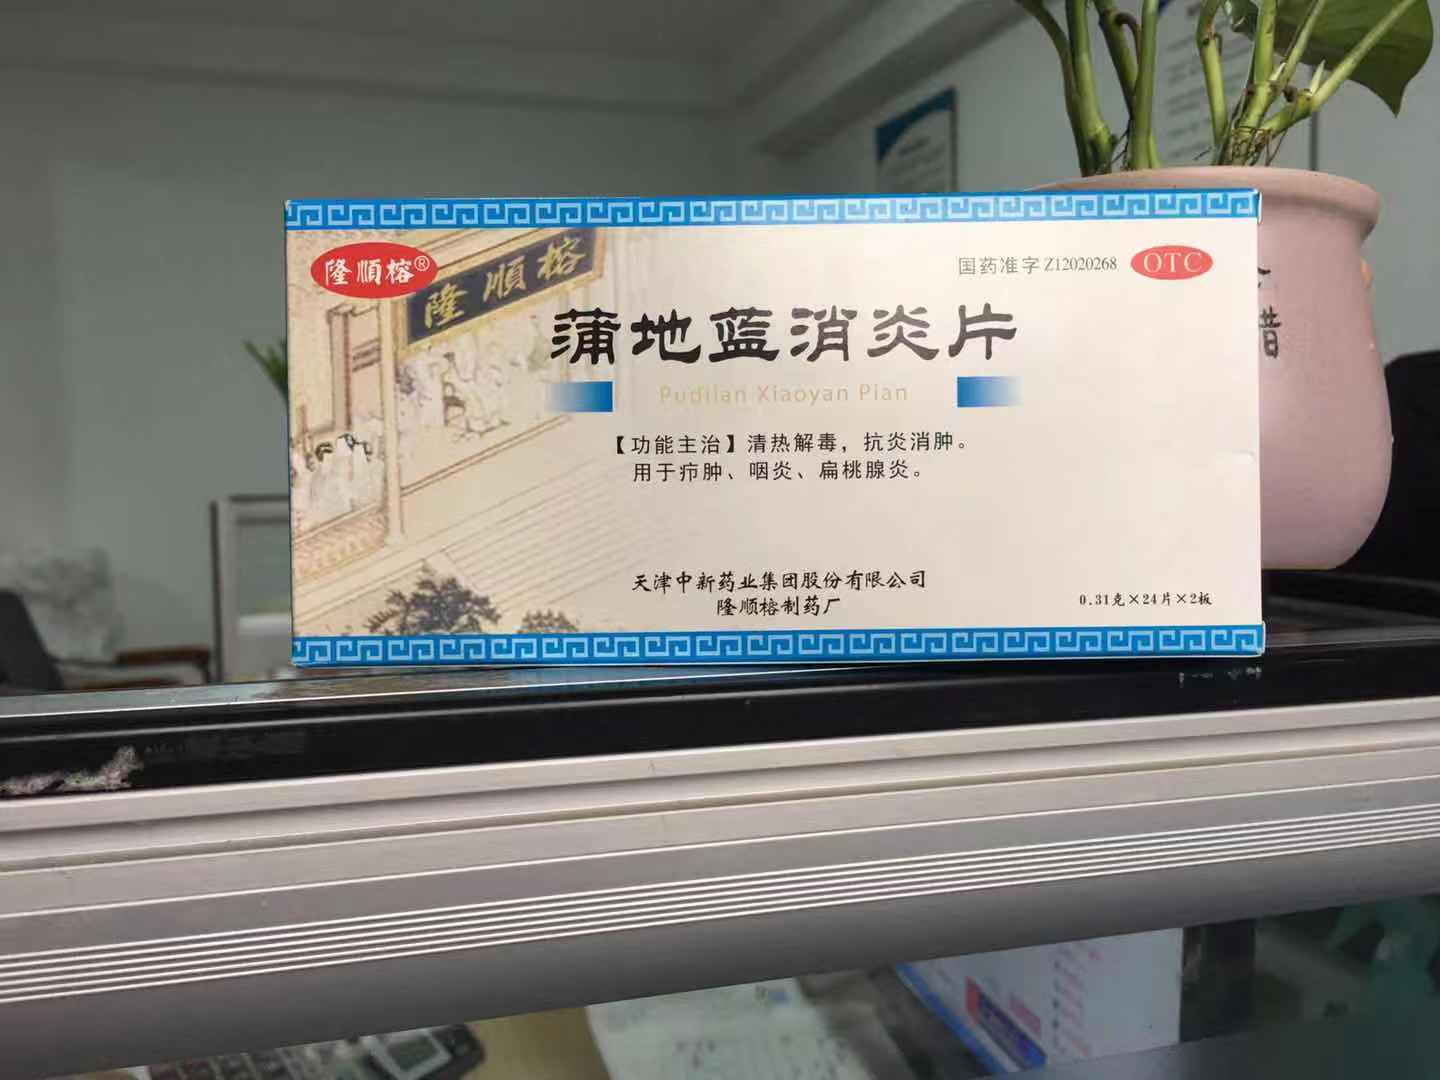 隆順榕®
隆順榕
国药准字Z12020268
OTC
蒲地蓝消炎片
Pudilan Xiaoyan Pian
【功能主治】清热解毒，抗炎消肿。
用于疖肿、咽炎、扁桃腺炎。
天津中新药业集团股份有限公司
隆顺榕制药厂
0.31克×24片×2板